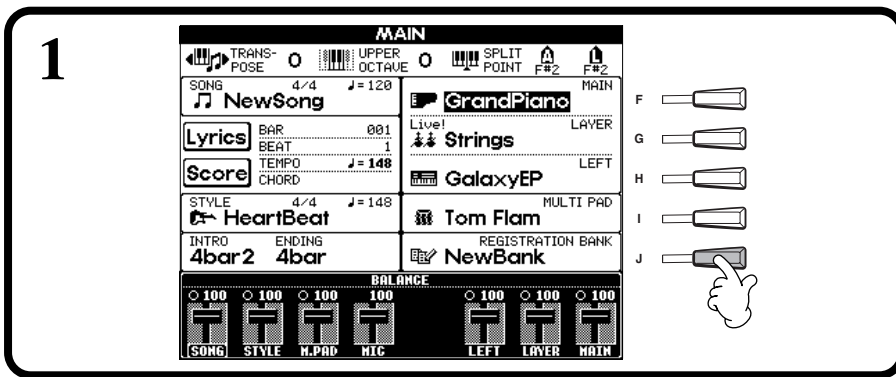 1
MAIN
TRANS-
POSE 0
UPPER
OCTAVE 0
SPLIT
POINT
A
F#2
L
F#2
SONG 4/4 ♩=120
NewSong
MAIN
GrandPiano
F
Lyrics
BAR 001
BEAT 1
Live! LAYER
Strings
G
Score
TEMPO ♩=148
CHORD
LEFT
GalaxyEP
H
STYLE 4/4 ♩=148
HeartBeat
MULTI PAD
Tom Flam
I
INTRO ENDING
4bar2 4bar
REGISTRATION BANK
NewBank
J
BALANCE
100 100 100 100 100 100 100
SONG STYLE M.PAD MIC LEFT LAYER MAIN